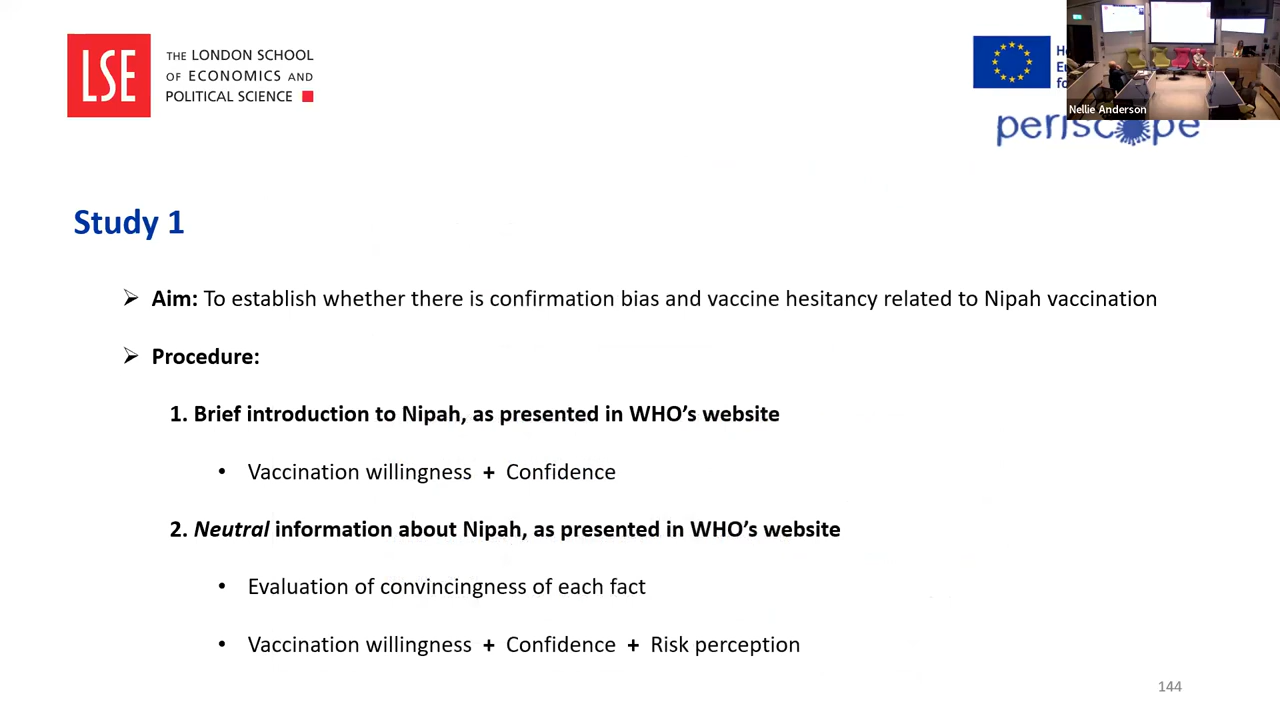 LSE
THE LONDON SCHOOL
OF ECONOMICS AND
POLITICAL SCIENCE
Nellie Anderson
periscope
Study 1
➢ Aim: To establish whether there is confirmation bias and vaccine hesitancy related to Nipah vaccination
➢ Procedure:
1. Brief introduction to Nipah, as presented in WHO’s website
• Vaccination willingness + Confidence
2. Neutral information about Nipah, as presented in WHO’s website
• Evaluation of convincingness of each fact
• Vaccination willingness + Confidence + Risk perception
144